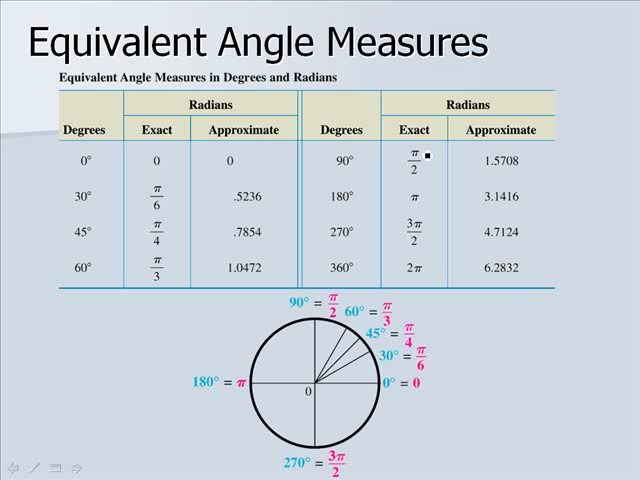 Equivalent Angle Measures
Equivalent Angle Measures in Degrees and Radians
Radians Radians
Degrees Exact Approximate Degrees Exact Approximate
0° 0 0 90° π/2 1.5708
30° π/6 .5236 180° π 3.1416
45° π/4 .7854 270° 3π/2 4.7124
60° π/3 1.0472 360° 2π 6.2832
90° = π/2
60° = π/3
45° = π/4
30° = π/6
180° = π
0
0° = 0
270° = 3π/2